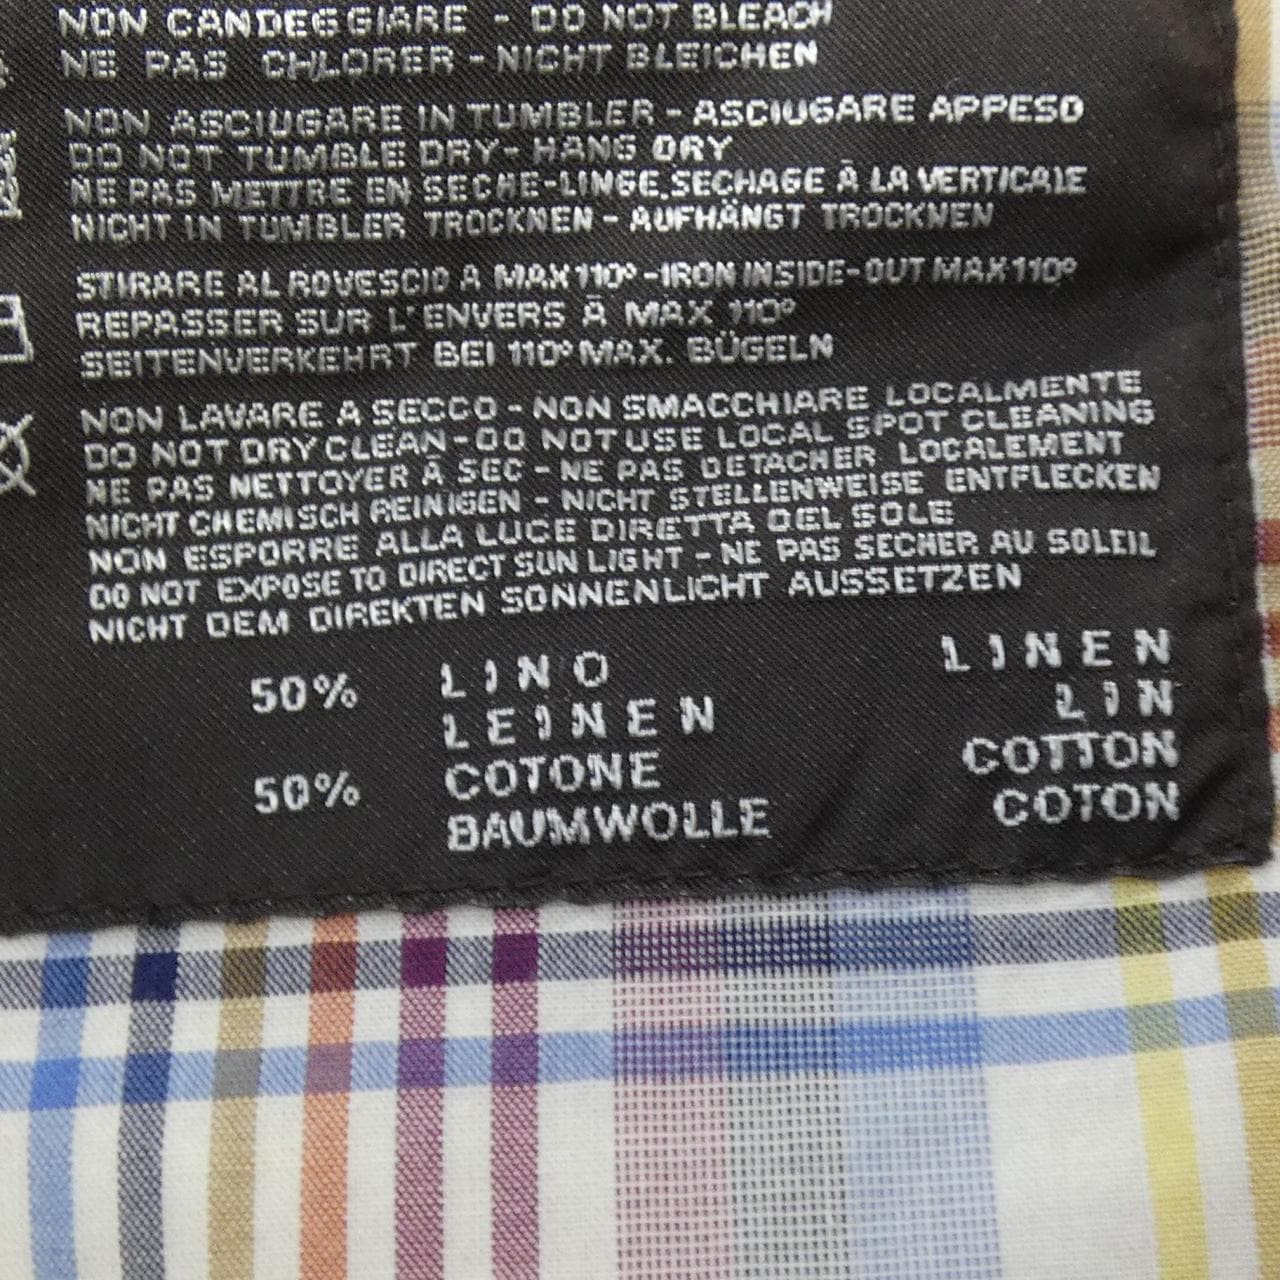 NON CANDEGGIARE - DO NOT BLEACH
NE PAS CHLORER - NICHT BLEICHEN
NON ASCIUGARE IN TUMBLER - ASCIUGARE APPESO
DO NOT TUMBLE DRY - HANG DRY
NE PAS METTRE EN SECHE-LINGE, SECHAGE À LA VERTICALE
NICHT IN TUMBLER TROCKNEN - AUFHÄNGT TROCKNEN
STIRARE AL ROVESCIO A MAX 110° - IRON INSIDE-OUT MAX 110°
REPASSER SUR L'ENVERS À MAX 110°
SEITENVERKEHRT BEI 110° MAX. BÜGELN
NON LAVARE A SECCO - NON SMACCHIARE LOCALMENTE
DO NOT DRY CLEAN - DO NOT USE LOCAL SPOT CLEANING
NE PAS NETTOYER À SEC - NE PAS DETACHER LOCALEMENT
NICHT CHEMISCH REINIGEN - NICHT STELLENWEISE ENTFLECKEN
NON ESPORRE ALLA LUCE DIRETTA DEL SOLE
DO NOT EXPOSE TO DIRECT SUN LIGHT - NE PAS SECHER AU SOLEIL
NICHT DEM DIREKTEN SONNENLICHT AUSSETZEN
50% LINO LINEN
LEINEN LIN
50% COTONE COTTON
BAUMWOLLE COTON